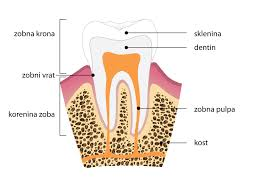 zobna krona
sklenina
dentin
zobni vrat
korenina zoba
zobna pulpa
kost